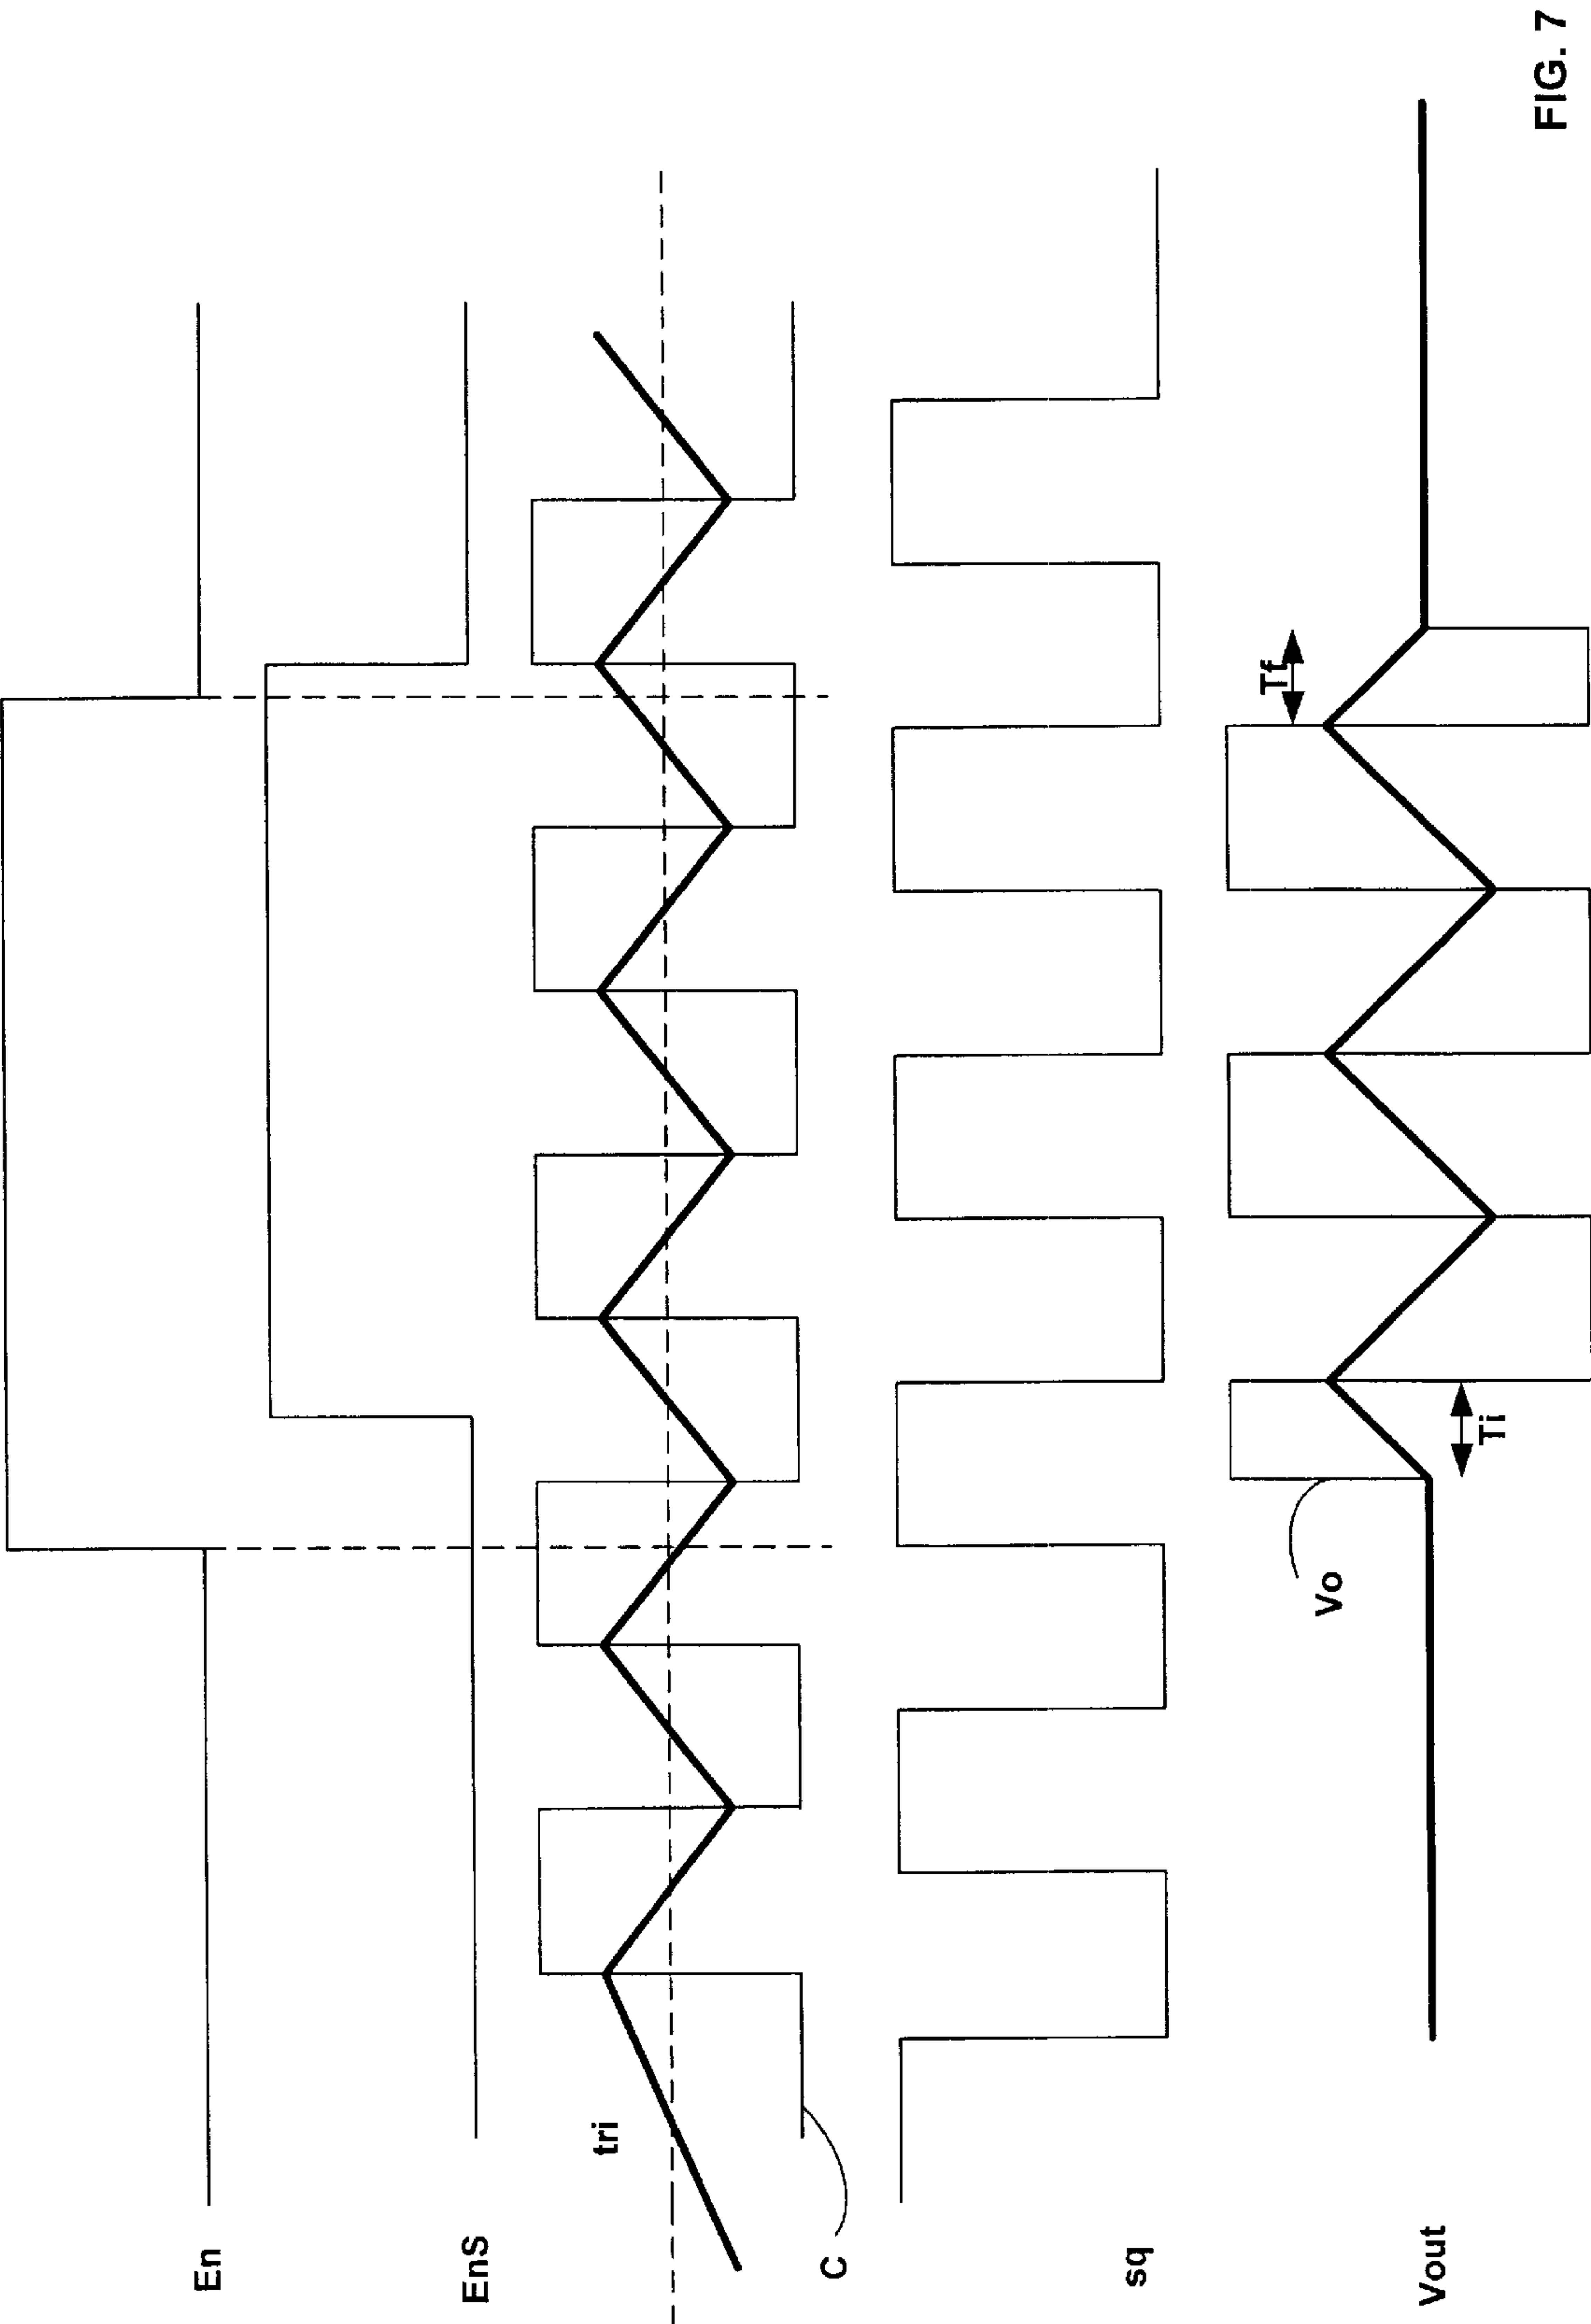 En
EnS
tri
C
sq
Vout
Vo
Ti
Tf
FIG. 7